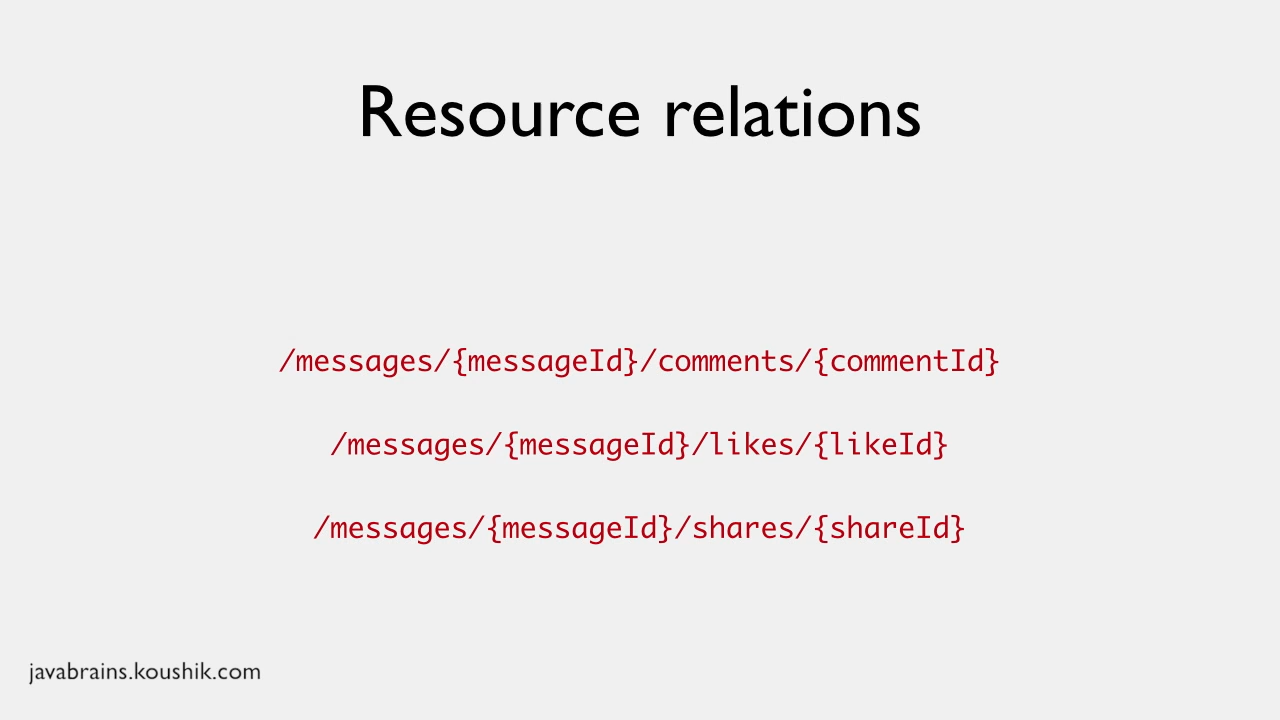 Resource relations
/messages/{messageId}/comments/{commentId}
/messages/{messageId}/likes/{likeId}
/messages/{messageId}/shares/{shareId}
javabrains.koushik.com